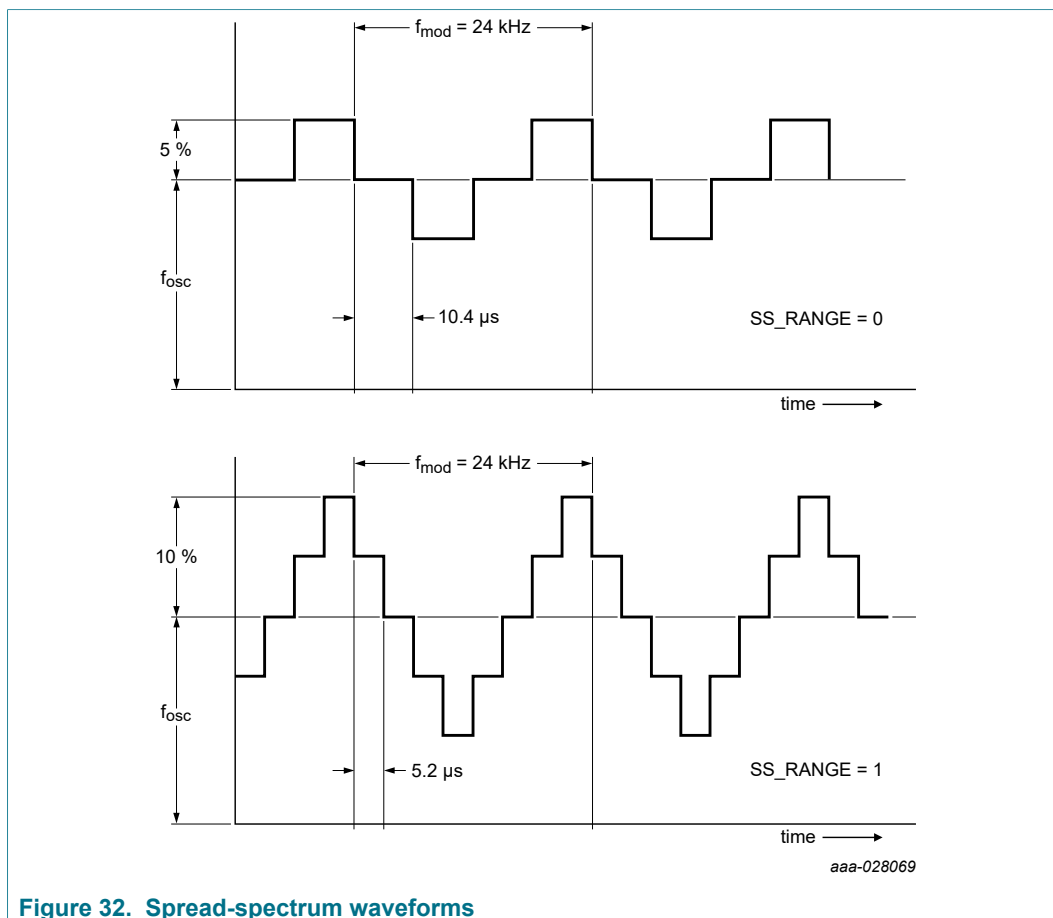 fmod = 24 kHz
5 %
fosc
10.4 µs
SS_RANGE = 0
time
fmod = 24 kHz
10 %
fosc
5.2 µs
SS_RANGE = 1
time
aaa-028069
Figure 32. Spread-spectrum waveforms